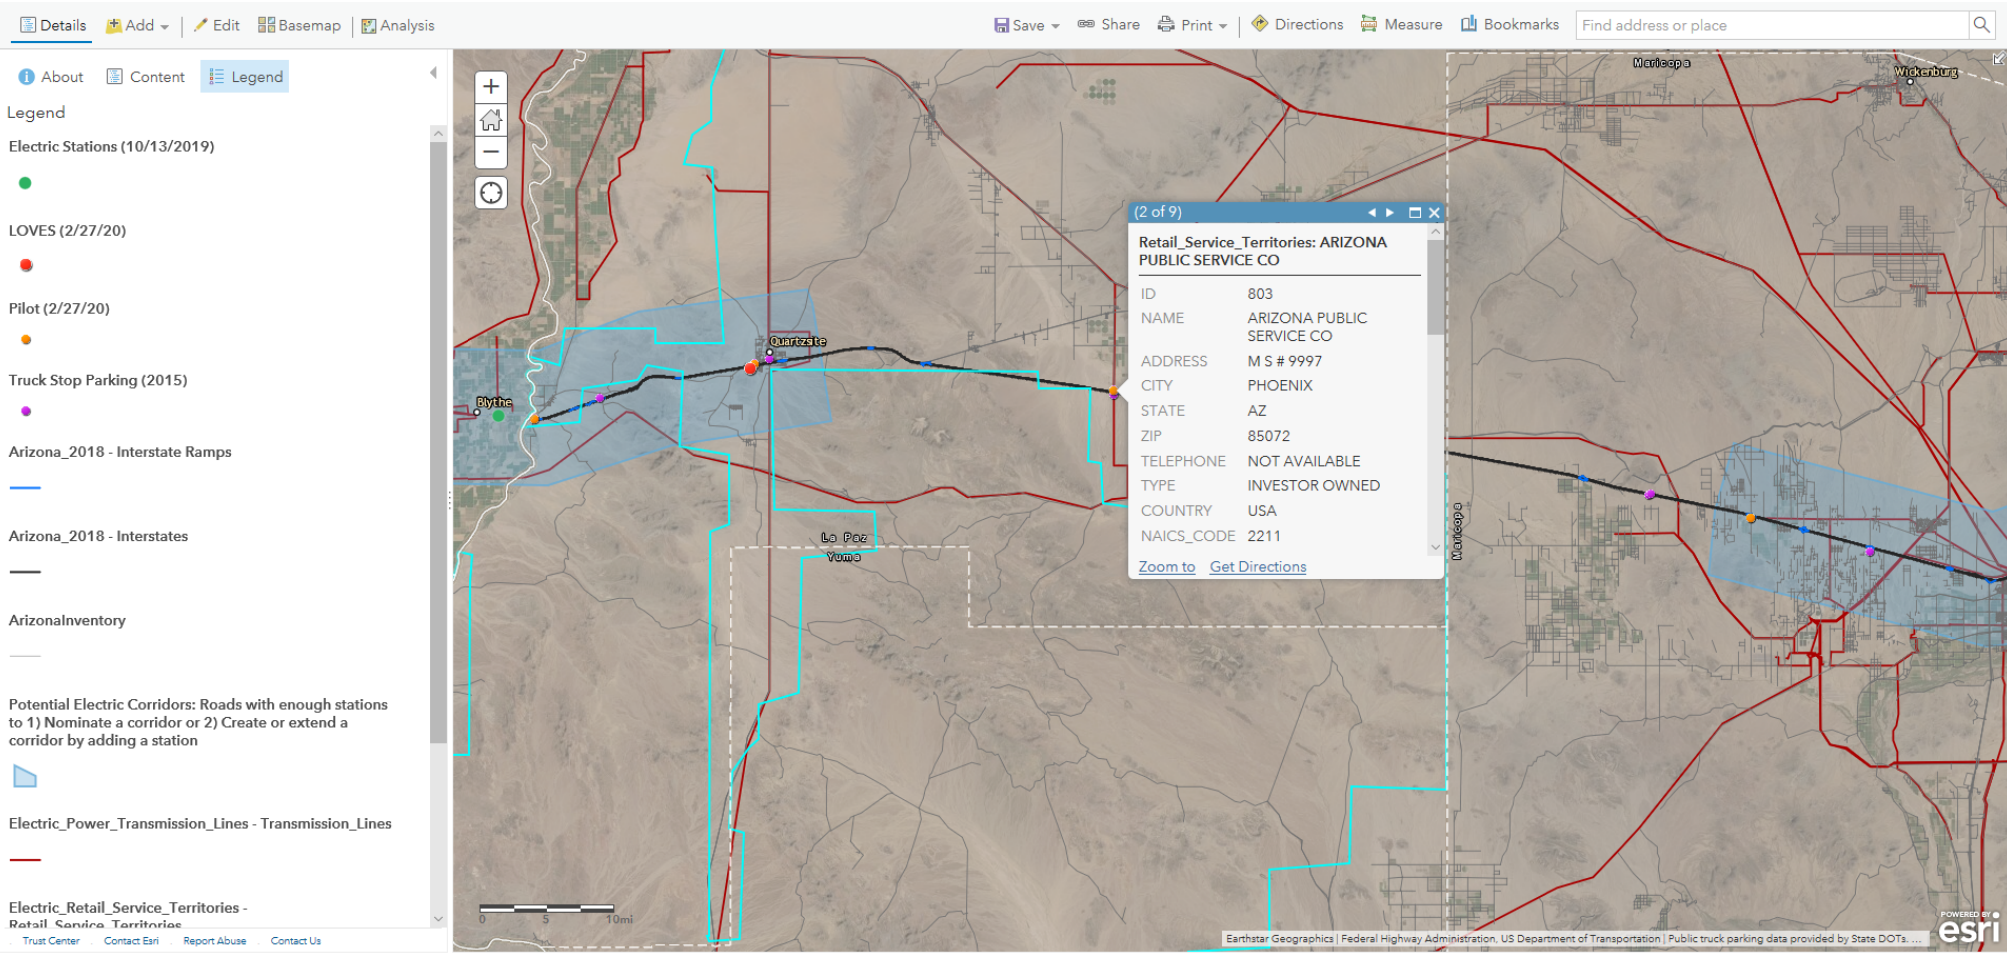 Details
Add
Edit
Basemap
Analysis
Save
Share
Print
Directions
Measure
Bookmarks
Find address or place
About
Content
Legend
Legend
Electric Stations (10/13/2019)
LOVES (2/27/20)
Pilot (2/27/20)
Truck Stop Parking (2015)
Arizona_2018 - Interstate Ramps
Arizona_2018 - Interstates
ArizonaInventory
Potential Electric Corridors: Roads with enough stations
to 1) Nominate a corridor or 2) Create or extend a
corridor by adding a station
Electric_Power_Transmission_Lines - Transmission_Lines
Electric_Retail_Service_Territories -
Retail_Service_Territories
Trust Center
Contact Esri
Report Abuse
Contact Us
Maricopa
Wickenburg
Quartzsite
Blythe
La Paz
Yuma
Maricopa
(2 of 9)
Retail_Service_Territories: ARIZONA
PUBLIC SERVICE CO
ID 803
NAME ARIZONA PUBLIC
SERVICE CO
ADDRESS M S # 9997
CITY PHOENIX
STATE AZ
ZIP 85072
TELEPHONE NOT AVAILABLE
TYPE INVESTOR OWNED
COUNTRY USA
NAICS_CODE 2211
Zoom to Get Directions
0 5 10mi
Earthstar Geographics | Federal Highway Administration, US Department of Transportation | Public truck parking data provided by State DOTs. ...
POWERED BY
esri